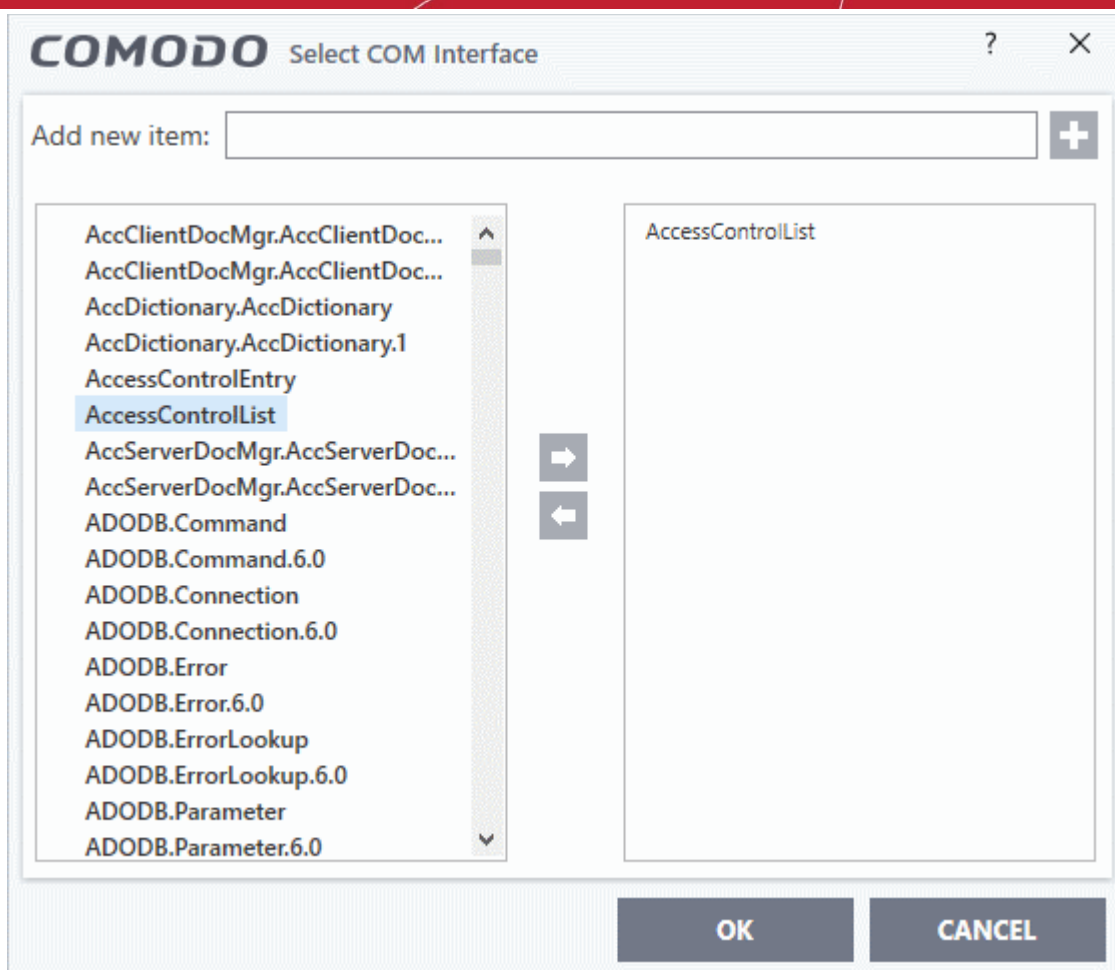 COMODO Select COM Interface ? ×
Add new item:
AccClientDocMgr.AccClientDoc...
AccClientDocMgr.AccClientDoc...
AccDictionary.AccDictionary
AccDictionary.AccDictionary.1
AccessControlEntry
AccessControlList
AccServerDocMgr.AccServerDoc...
AccServerDocMgr.AccServerDoc...
ADODB.Command
ADODB.Command.6.0
ADODB.Connection
ADODB.Connection.6.0
ADODB.Error
ADODB.Error.6.0
ADODB.ErrorLookup
ADODB.ErrorLookup.6.0
ADODB.Parameter
ADODB.Parameter.6.0
AccessControlList
OK CANCEL